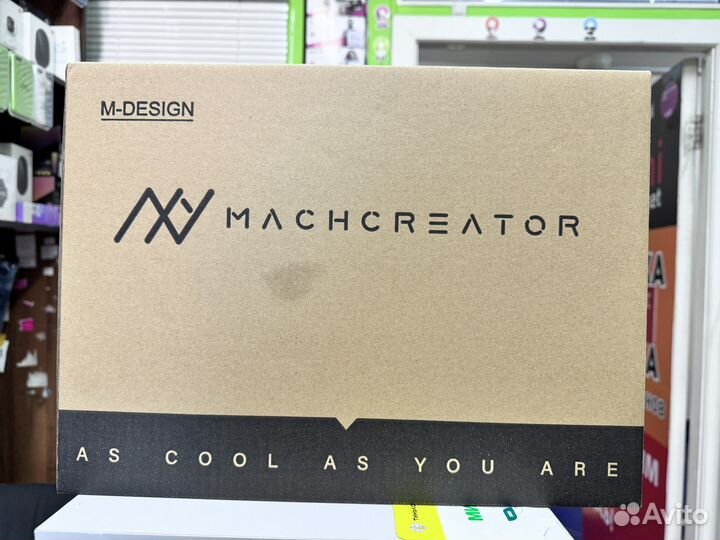 M-DESIGN
MACHCREATOR
AS COOL AS YOU ARE
Avito